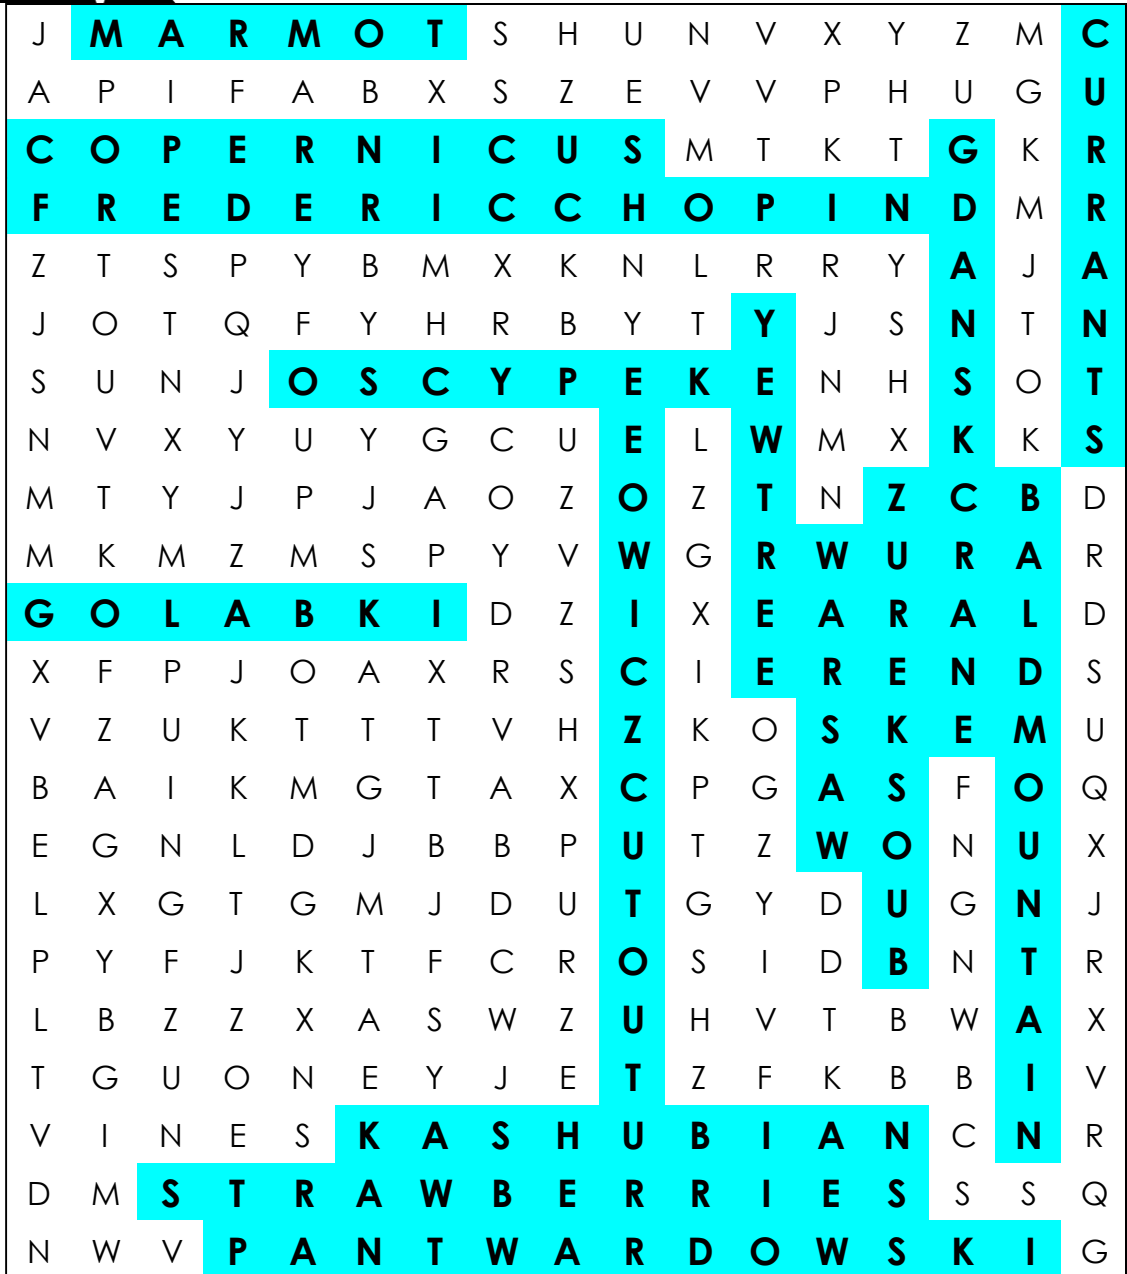 J M A R M O T S H U N V X Y Z M C
A P I F A B X S Z E V V P H U G U
C O P E R N I C U S M T K T G K R
F R E D E R I C C H O P I N D M R
Z T S P Y B M X K N L R R Y A J A
J O T Q F Y H R B Y T Y J S N T N
S U N J O S C Y P E K E N H S O T
N V X Y U Y G C U E L W M X K K S
M T Y J P J A O Z O Z T N Z C B D
M K M Z M S P Y V W G R W U R A R
G O L A B K I D Z I X E A R A L D
X F P J O A X R S C I E R E N D S
V Z U K T T T V H Z K O S K E M U
B A I K M G T A X C P G A S F O Q
E G N L D J B B P U T Z W O N U X
L X G T G M J D U T G Y D U G N J
P Y F J K T F C R O S I D B N T R
L B Z Z X A S W Z U H V T B W A X
T G U O N E Y J E T Z F K B B I V
V I N E S K A S H U B I A N C N R
D M S T R A W B E R R I E S S S Q
N W V P A N T W A R D O W S K I G